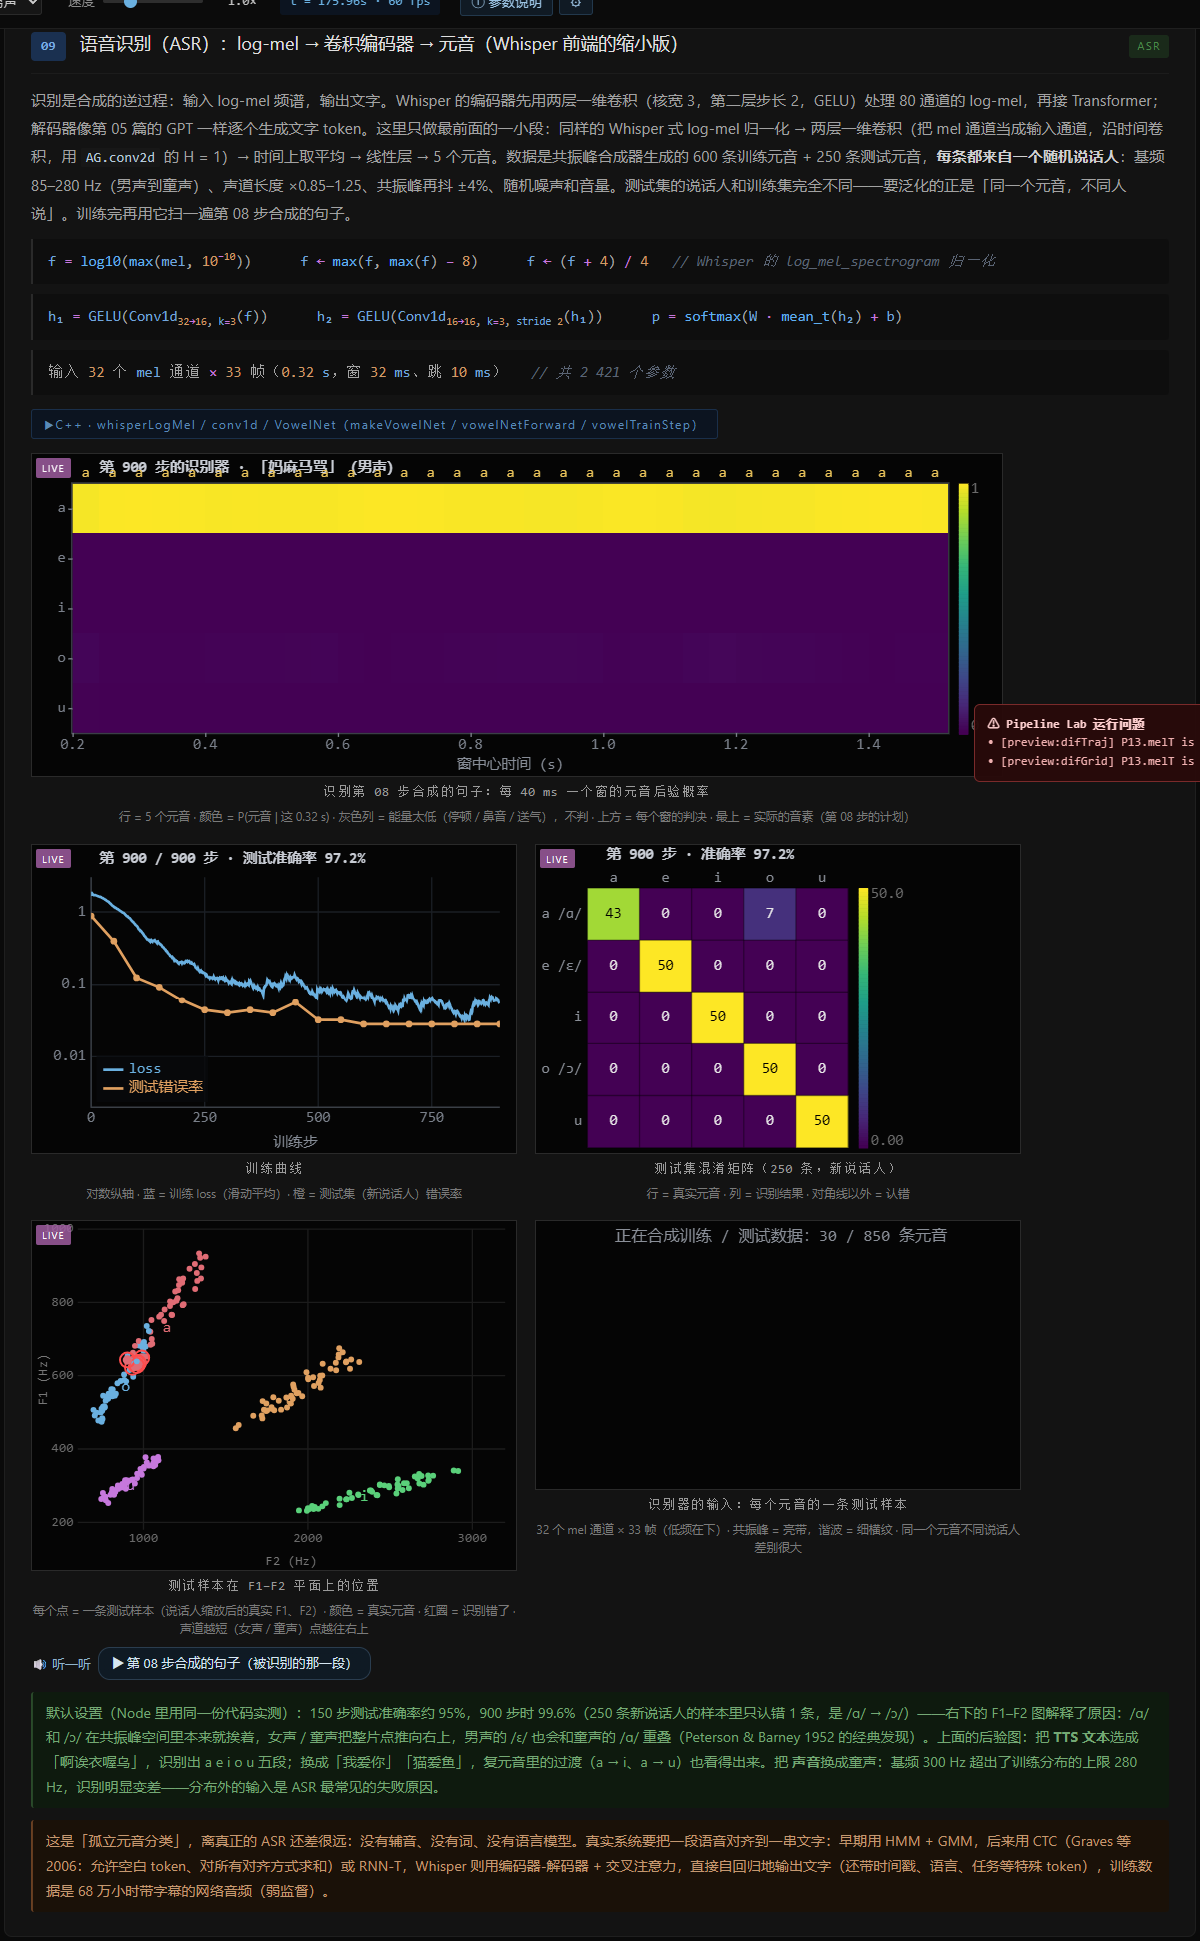 男声 速度 1.0x t = 175.96s · 60 fps ⓘ 参数说明
09 语音识别（ASR）：log-mel → 卷积编码器 → 元音（Whisper 前端的缩小版） ASR
识别是合成的逆过程：输入 log-mel 频谱，输出文字。Whisper 的编码器先用两层一维卷积（核宽 3，第二层步长 2，GELU）处理 80 通道的 log-mel，再接 Transformer；
解码器像第 05 篇的 GPT 一样逐个生成文字 token。这里只做最前面的一小段：同样的 Whisper 式 log-mel 归一化 → 两层一维卷积（把 mel 通道当成输入通道，沿时间卷
积，用 AG.conv2d 的 H = 1）→ 时间上取平均 → 线性层 → 5 个元音。数据是共振峰合成器生成的 600 条训练元音 + 250 条测试元音，每条都来自一个随机说话人：基频
85–280 Hz（男声到童声）、声道长度 ×0.85–1.25、共振峰再抖 ±4%、随机噪声和音量。测试集的说话人和训练集完全不同——要泛化的正是「同一个元音，不同人
说」。训练完再用它扫一遍第 08 步合成的句子。
f = log10(max(mel, 10⁻¹⁰)) f ← max(f, max(f) − 8) f ← (f + 4) / 4 // Whisper 的 log_mel_spectrogram 归一化
h₁ = GELU(Conv1d32→16, k=3(f)) h₂ = GELU(Conv1d16→16, k=3, stride 2(h₁)) p = softmax(W · mean_t(h₂) + b)
输入 32 个 mel 通道 × 33 帧（0.32 s，窗 32 ms、跳 10 ms） // 共 2 421 个参数
▶C++ · whisperLogMel / conv1d / VowelNet（makeVowelNet / vowelNetForward / vowelTrainStep）
LIVE 第 900 步的识别器 · 「妈麻马骂」（男声）
a a a a a a a a a a a a a a a a a a a a a a a a a a a a a a a a a
a 1
e
i
o
u
0.2 0.4 0.6 0.8 1.0 1.2 1.4
窗中心时间 (s)
⚠ Pipeline Lab 运行问题
• [preview:difTraj] P13.melT is
• [preview:difGrid] P13.melT is
识别第 08 步合成的句子：每 40 ms 一个窗的元音后验概率
行 = 5 个元音 · 颜色 = P(元音 | 这 0.32 s) · 灰色列 = 能量太低（停顿 / 鼻音 / 送气），不判 · 上方 = 每个窗的判决 · 最上 = 实际的音素（第 08 步的计划）
LIVE 第 900 / 900 步 · 测试准确率 97.2%
1
0.1
0.01
loss
测试错误率
0 250 500 750
训练步
训练曲线
对数纵轴 · 蓝 = 训练 loss（滑动平均）· 橙 = 测试集（新说话人）错误率
LIVE 第 900 步 · 准确率 97.2%
a e i o u
a /ɑ/ 43 0 0 7 0 50.0
e /ɛ/ 0 50 0 0 0
i 0 0 50 0 0
o /ɔ/ 0 0 0 50 0
u 0 0 0 0 50 0.00
测试集混淆矩阵（250 条，新说话人）
行 = 真实元音 · 列 = 识别结果 · 对角线以外 = 认错
LIVE
800
600
400
200
F1 (Hz)
a
o
i
1000 2000 3000
F2 (Hz)
测试样本在 F1–F2 平面上的位置
每个点 = 一条测试样本（说话人缩放后的真实 F1、F2）· 颜色 = 真实元音 · 红圈 = 识别错了 ·
声道越短（女声 / 童声）点越往右上
正在合成训练 / 测试数据：30 / 850 条元音
识别器的输入：每个元音的一条测试样本
32 个 mel 通道 × 33 帧（低频在下）· 共振峰 = 亮带，谐波 = 细横纹 · 同一个元音不同说话人
差别很大
🔊 听一听 ▶ 第 08 步合成的句子（被识别的那一段）
默认设置（Node 里用同一份代码实测）：150 步测试准确率约 95%，900 步时 99.6%（250 条新说话人的样本里只认错 1 条，是 /ɑ/ → /ɔ/）——右下的 F1–F2 图解释了原因：/ɑ/
和 /ɔ/ 在共振峰空间里本来就挨着，女声 / 童声把整片点推向右上，男声的 /ɛ/ 也会和童声的 /ɑ/ 重叠（Peterson & Barney 1952 的经典发现）。上面的后验图：把 TTS 文本选成
「啊诶衣喔乌」，识别出 a e i o u 五段；换成「我爱你」「猫爱鱼」，复元音里的过渡（a → i、a → u）也看得出来。把 声音换成童声：基频 300 Hz 超出了训练分布的上限 280
Hz，识别明显变差——分布外的输入是 ASR 最常见的失败原因。
这是「孤立元音分类」，离真正的 ASR 还差很远：没有辅音、没有词、没有语言模型。真实系统要把一段语音对齐到一串文字：早期用 HMM + GMM，后来用 CTC（Graves 等
2006：允许空白 token、对所有对齐方式求和）或 RNN-T，Whisper 则用编码器-解码器 + 交叉注意力，直接自回归地输出文字（还带时间戳、语言、任务等特殊 token），训练数
据是 68 万小时带字幕的网络音频（弱监督）。